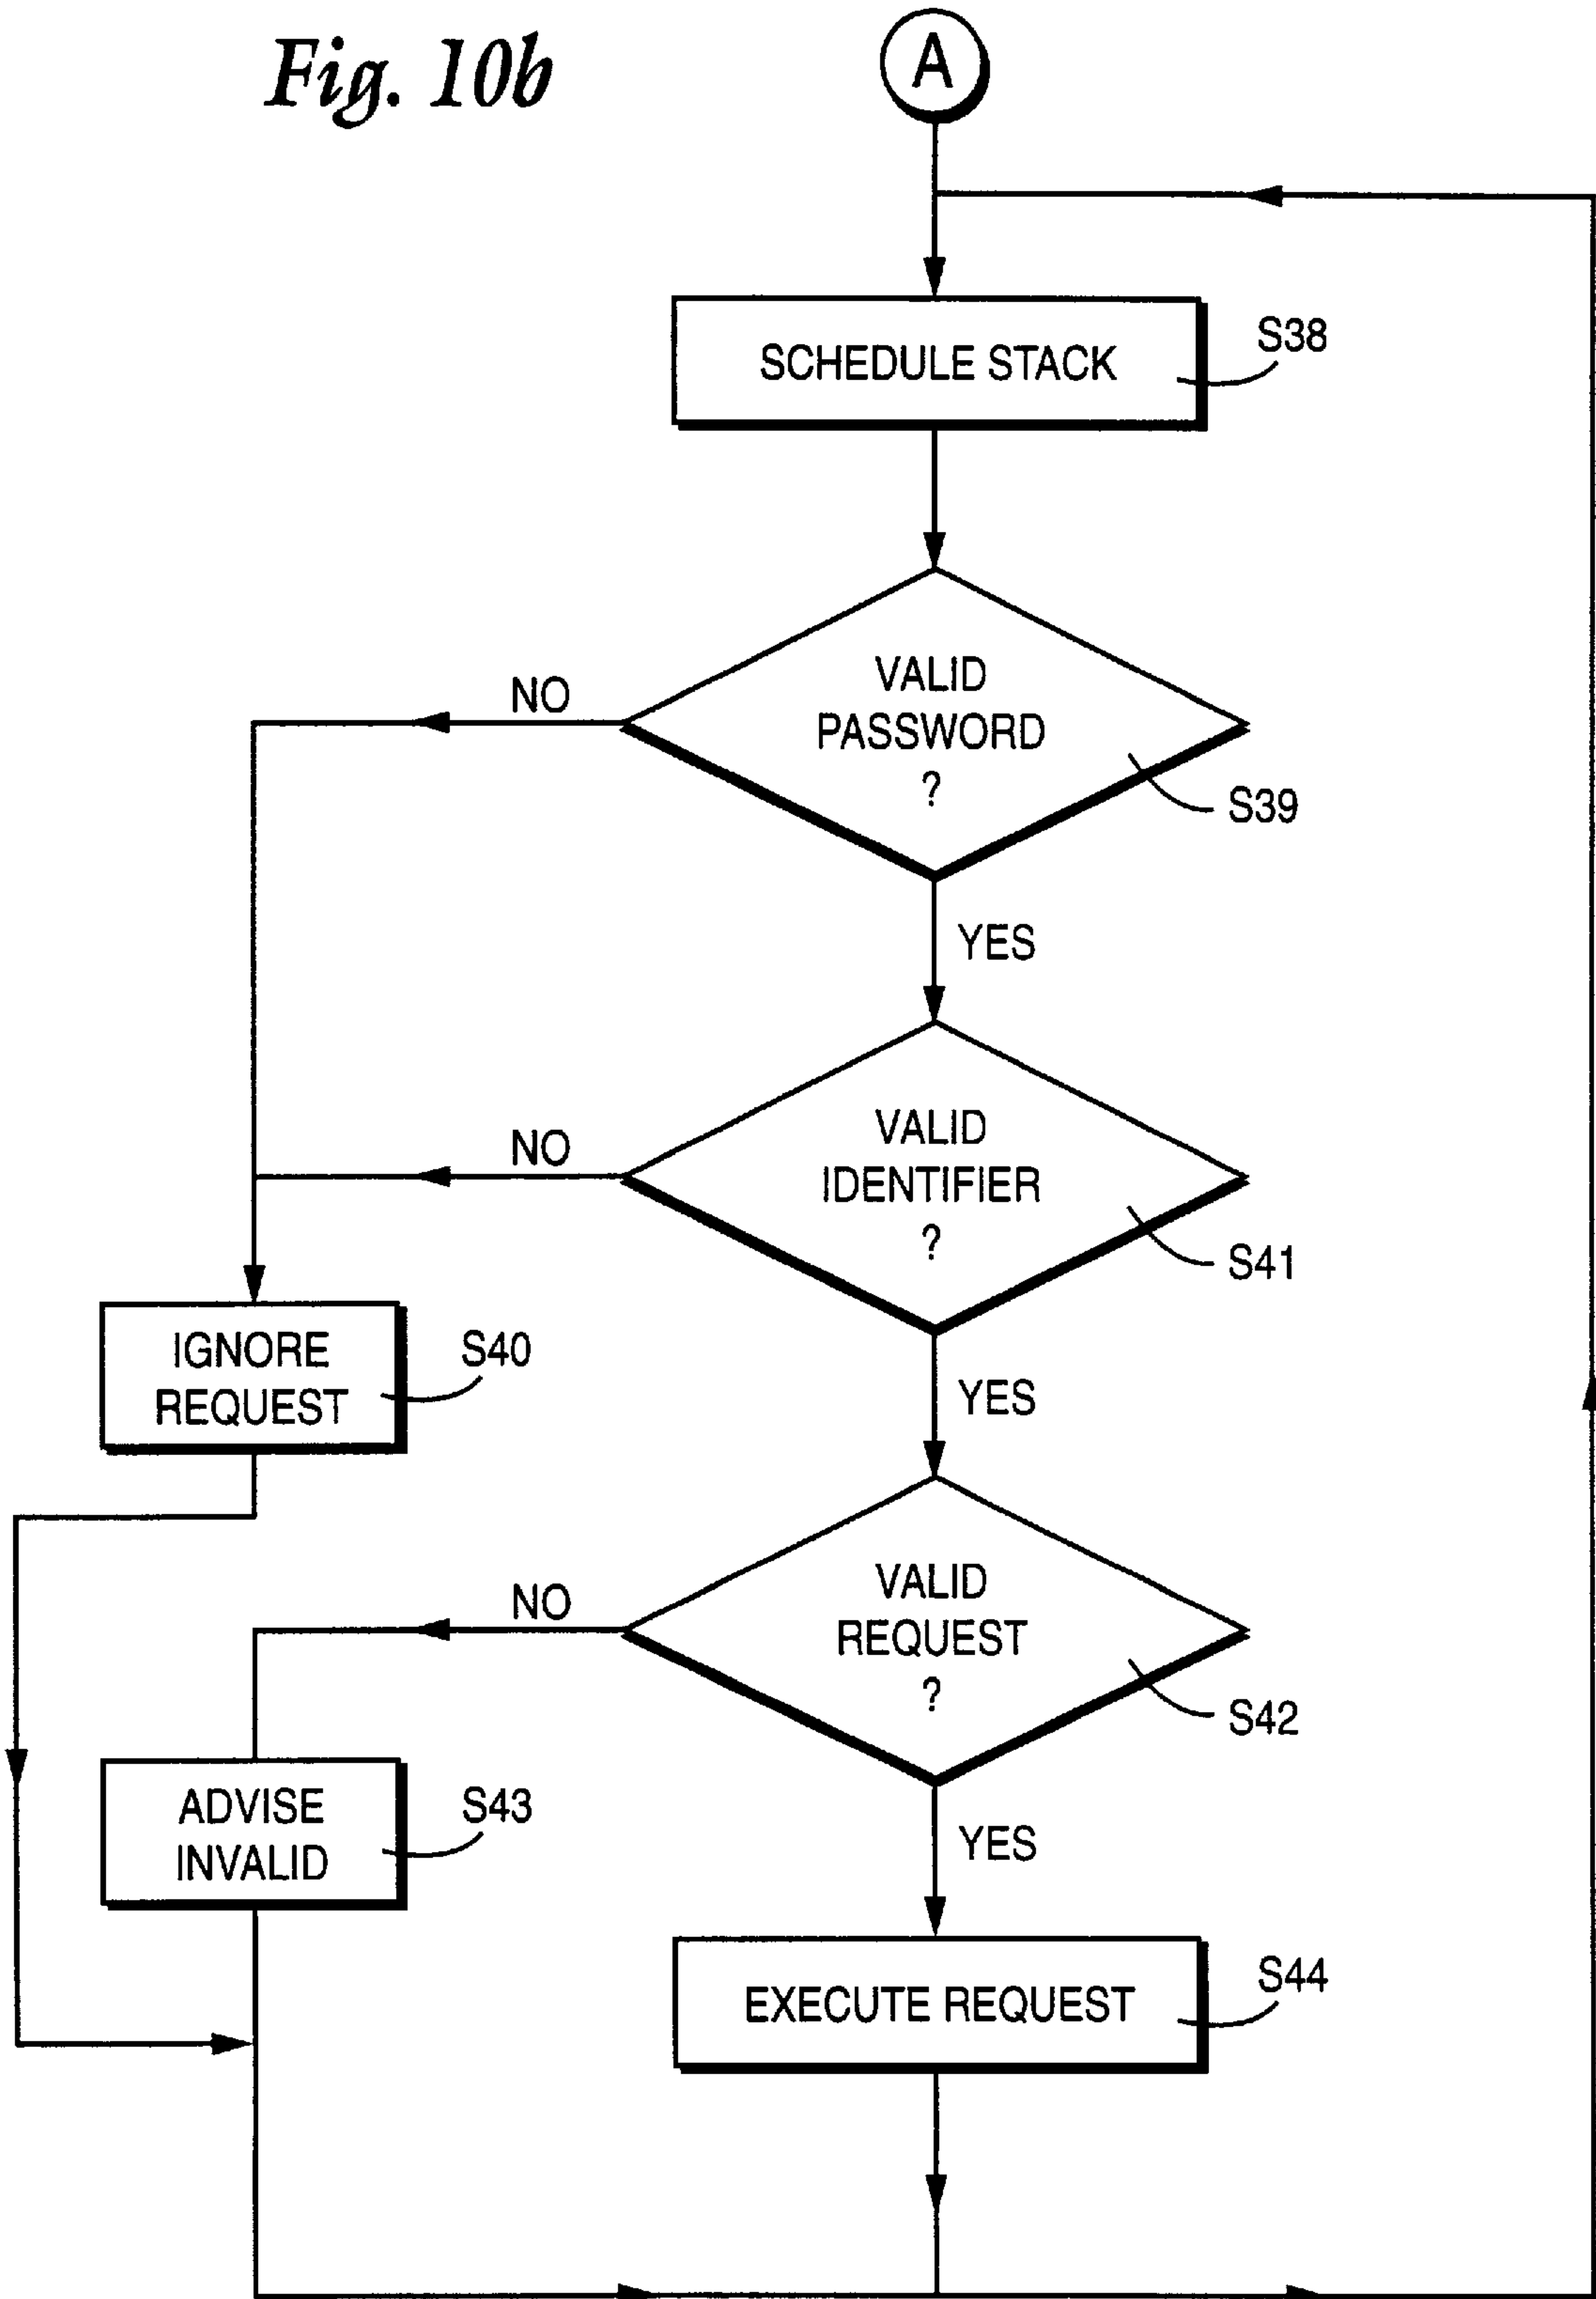 Fig. 10b
A
SCHEDULE STACK
S38
VALID
PASSWORD
?
S39
NO
YES
VALID
IDENTIFIER
?
S41
NO
YES
IGNORE
REQUEST
S40
VALID
REQUEST
?
S42
NO
YES
ADVISE
INVALID
S43
EXECUTE REQUEST
S44